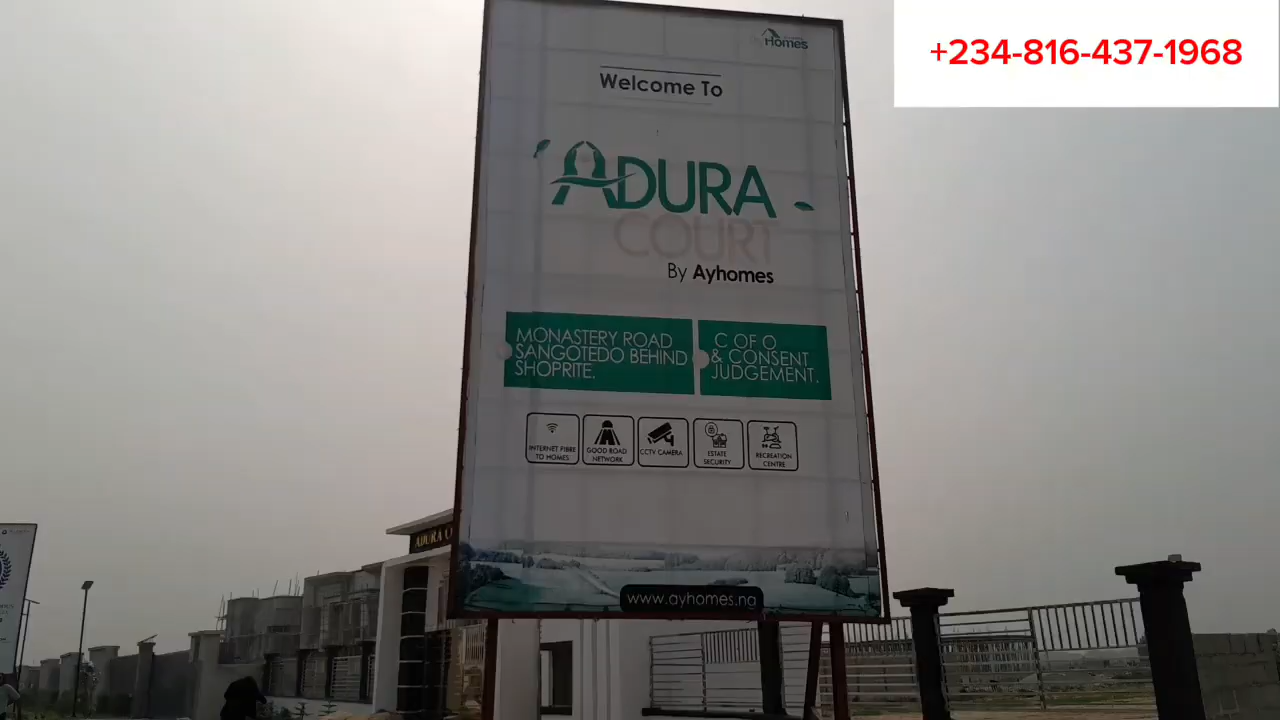 +234-816-437-1968
Homes
Welcome To
ADURA
COURT
By Ayhomes
MONASTERY ROAD
SANGOTEDO BEHIND
SHOPRITE.
C OF O
& CONSENT
JUDGEMENT.
INTERNET FIBRE
TO HOMES
GOOD ROAD
NETWORK
CCTV CAMERA
ESTATE
SECURITY
RECREATION
CENTRE
ADURA
www.ayhomes.ng